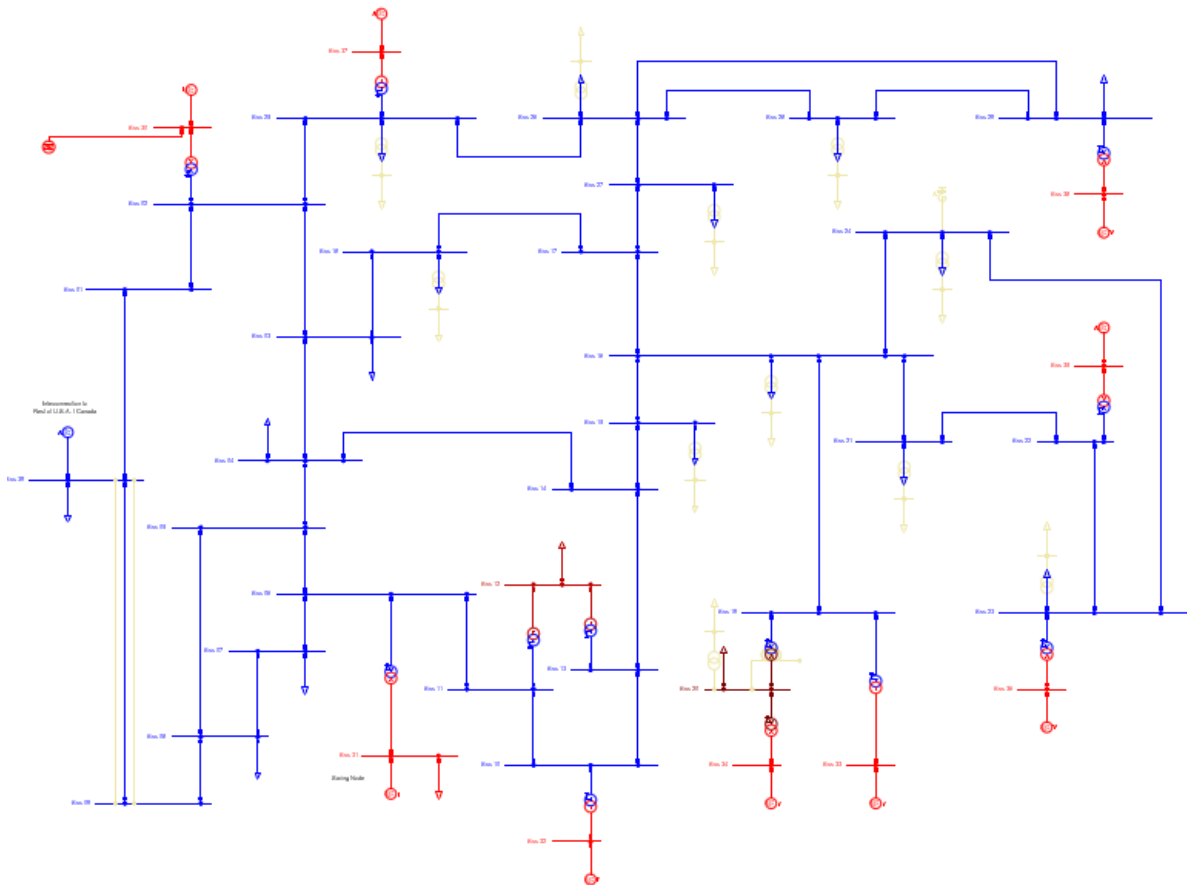 Bus 37
Bus 25
Bus 26
Bus 28
Bus 29
Bus 30
Bus 27
Bus 38
Bus 02
Bus 24
Bus 18
Bus 17
Bus 01
Bus 03
Bus 16
Interconnection to
Rest of U.S.A. / Canada
Bus 15
Bus 21
Bus 22
Bus 04
Bus 39
Bus 14
Bus 05
Bus 12
Bus 06
Bus 19
Bus 23
Bus 07
Bus 13
Bus 11
Bus 20
Bus 36
Bus 08
Bus 31
Bus 10
Bus 34
Bus 33
Swing Node
Bus 09
Bus 32